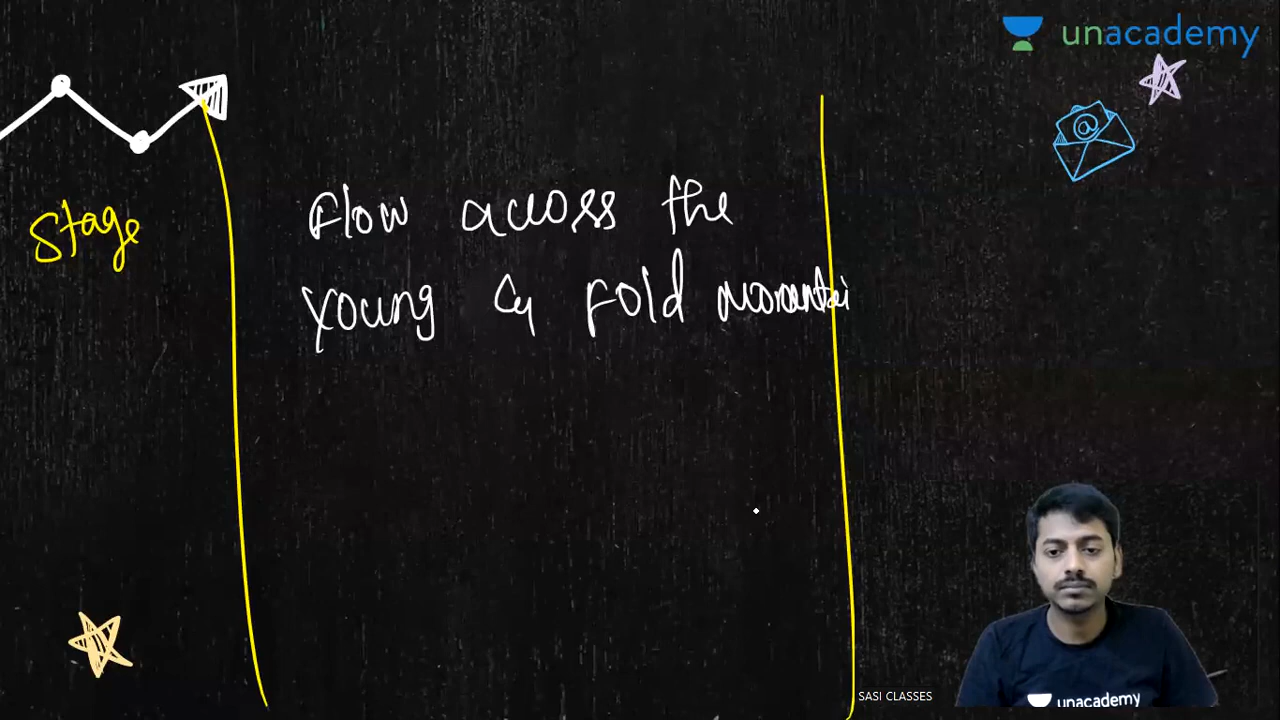 unacademy
Stage
Flow across the
young & Fold
SASI CLASSES
unacademy